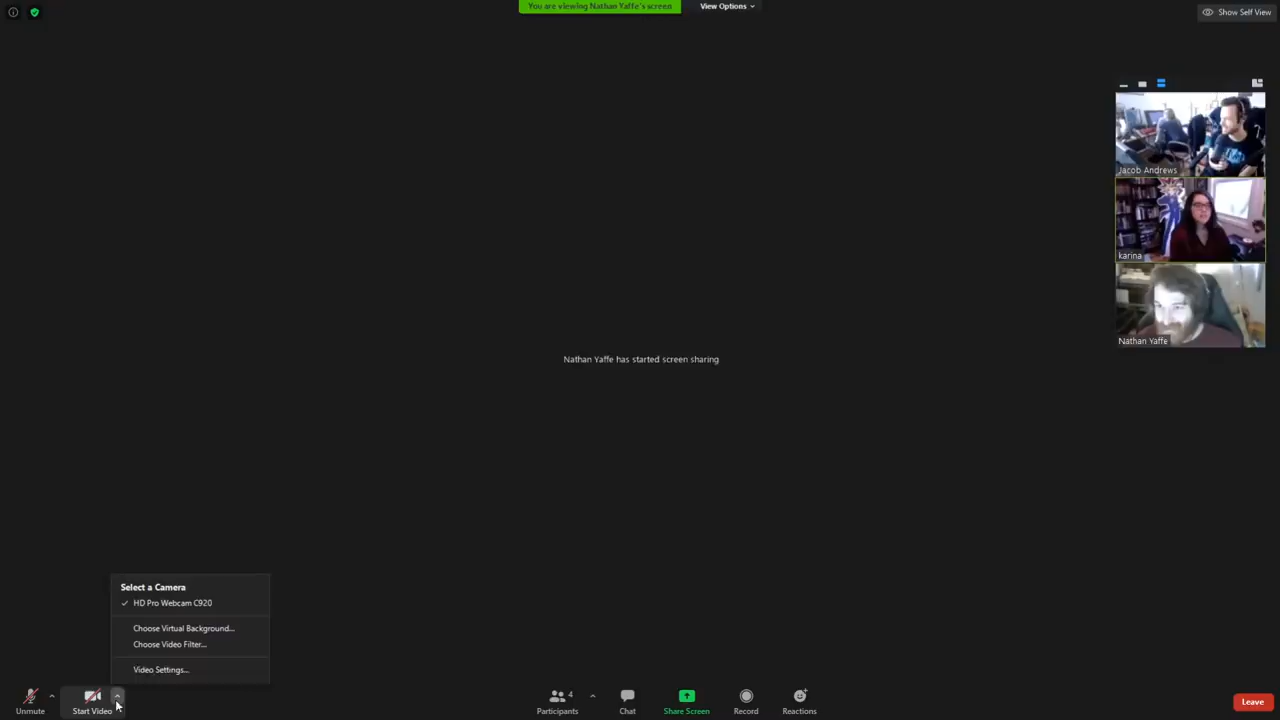 You are viewing Nathan Yaffe's screen
View Options
Show Self View
Jacob Andrews
karina
Nathan Yaffe
Nathan Yaffe has started screen sharing
Select a Camera
HD Pro Webcam C920
Choose Virtual Background...
Choose Video Filter...
Video Settings...
Unmute
Start Video
4
Participants
Chat
Share Screen
Record
Reactions
Leave